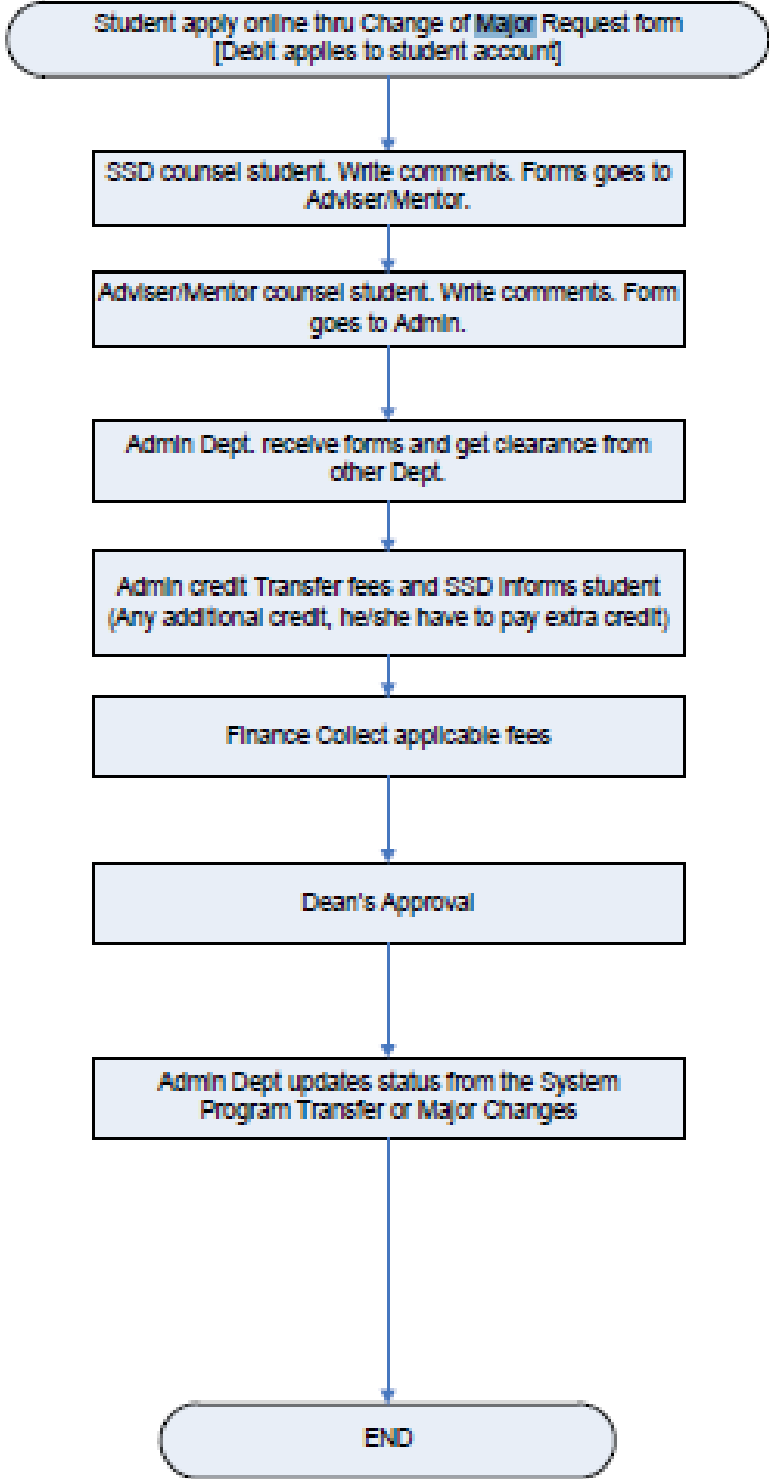 Student apply online thru Change of Major Request form
[Debit applies to student account]
SSD counsel student. Write comments. Forms goes to
Adviser/Mentor.
Adviser/Mentor counsel student. Write comments. Form
goes to Admin.
Admin Dept. receive forms and get clearance from
other Dept.
Admin credit Transfer fees and SSD Informs student
(Any additional credit, he/she have to pay extra credit)
Finance Collect applicable fees
Dean's Approval
Admin Dept updates status from the System
Program Transfer or Major Changes
END